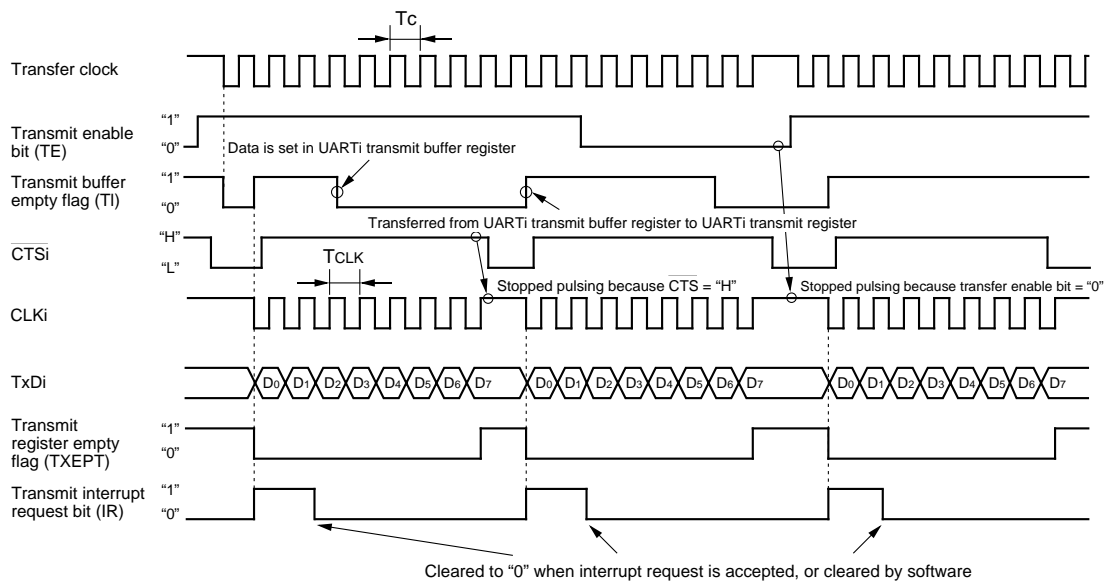 Tc
Transfer clock
Transmit enable
bit (TE)
“1”
“0”
Data is set in UARTi transmit buffer register
Transmit buffer
empty flag (Tl)
“1”
“0”
Transferred from UARTi transmit buffer register to UARTi transmit register
CTSi
“H”
“L”
TCLK
Stopped pulsing because CTS = “H”
Stopped pulsing because transfer enable bit = “0”
CLKi
TxDi
D0 D1 D2 D3 D4 D5 D6 D7 D0 D1 D2 D3 D4 D5 D6 D7 D0 D1 D2 D3 D4 D5 D6 D7
Transmit
register empty
flag (TXEPT)
“1”
“0”
Transmit interrupt
request bit (IR)
“1”
“0”
Cleared to “0” when interrupt request is accepted, or cleared by software